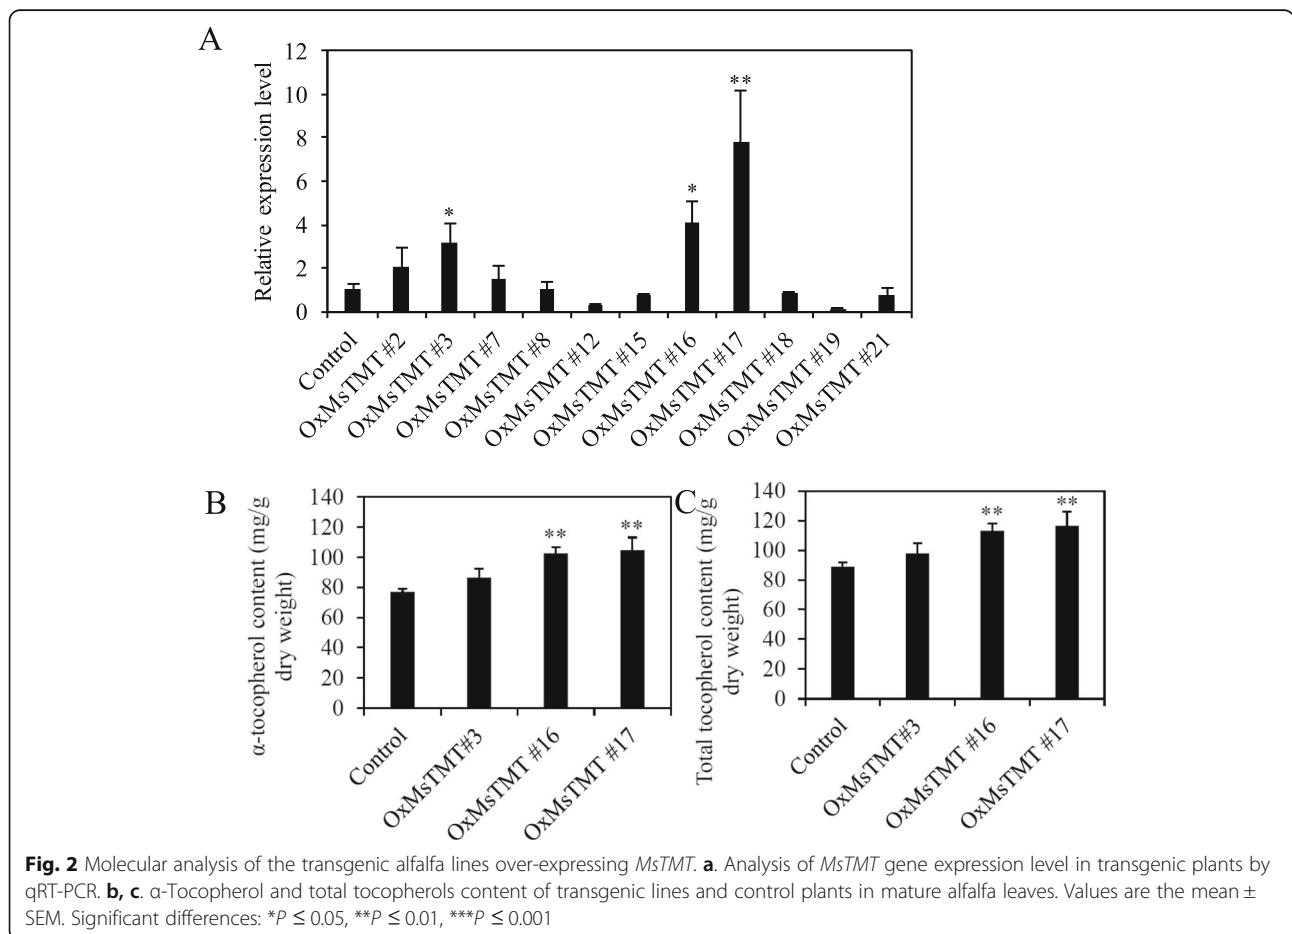 A
Relative expression level
12
10
8
6
4
2
0
*
*
**
Control
OxMsTMT #2
OxMsTMT #3
OxMsTMT #7
OxMsTMT #8
OxMsTMT #12
OxMsTMT #15
OxMsTMT #16
OxMsTMT #17
OxMsTMT #18
OxMsTMT #19
OxMsTMT #21
B
α-tocopherol content (mg/g
dry weight)
140
120
100
80
60
40
20
0
**
**
Control
OxMsTMT#3
OxMsTMT #16
OxMsTMT #17
C
Total tocopherol content (mg/g
dry weight)
140
120
100
80
60
40
20
0
**
**
Control
OxMsTMT#3
OxMsTMT #16
OxMsTMT #17
Fig. 2 Molecular analysis of the transgenic alfalfa lines over-expressing MsTMT. a. Analysis of MsTMT gene expression level in transgenic plants by
qRT-PCR. b, c. α-Tocopherol and total tocopherols content of transgenic lines and control plants in mature alfalfa leaves. Values are the mean ±
SEM. Significant differences: *P ≤ 0.05, **P ≤ 0.01, ***P ≤ 0.001